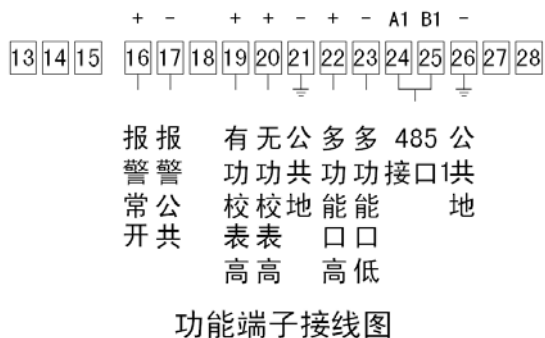 + - + + - + - A1 B1 -
13 14 15 16 17 18 19 20 21 22 23 24 25 26 27 28
报警常开
报警公共
有功校表高
无功校表高
公共地
多功能口高
多功能口低
485接口1
公共地
功能端子接线图